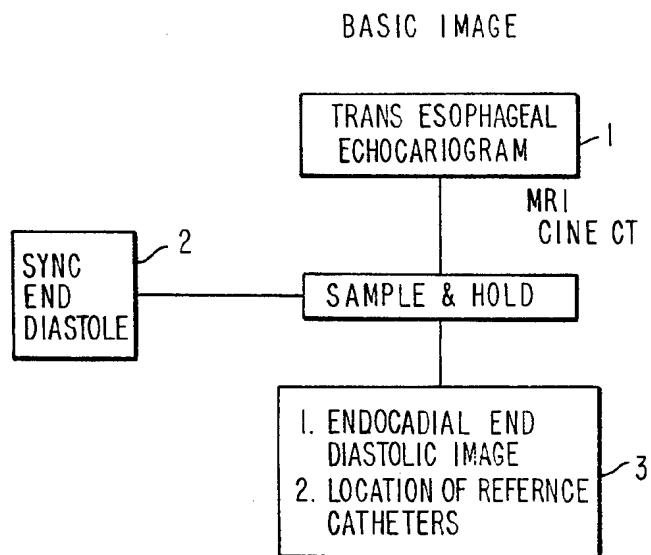 BASIC IMAGE
TRANS ESOPHAGEAL
ECHOCARIOGRAM
1
MRI
CINE CT
2
SYNC
END
DIASTOLE
SAMPLE & HOLD
1. ENDOCADIAL END
DIASTOLIC IMAGE
2. LOCATION OF REFERNCE
CATHETERS
3